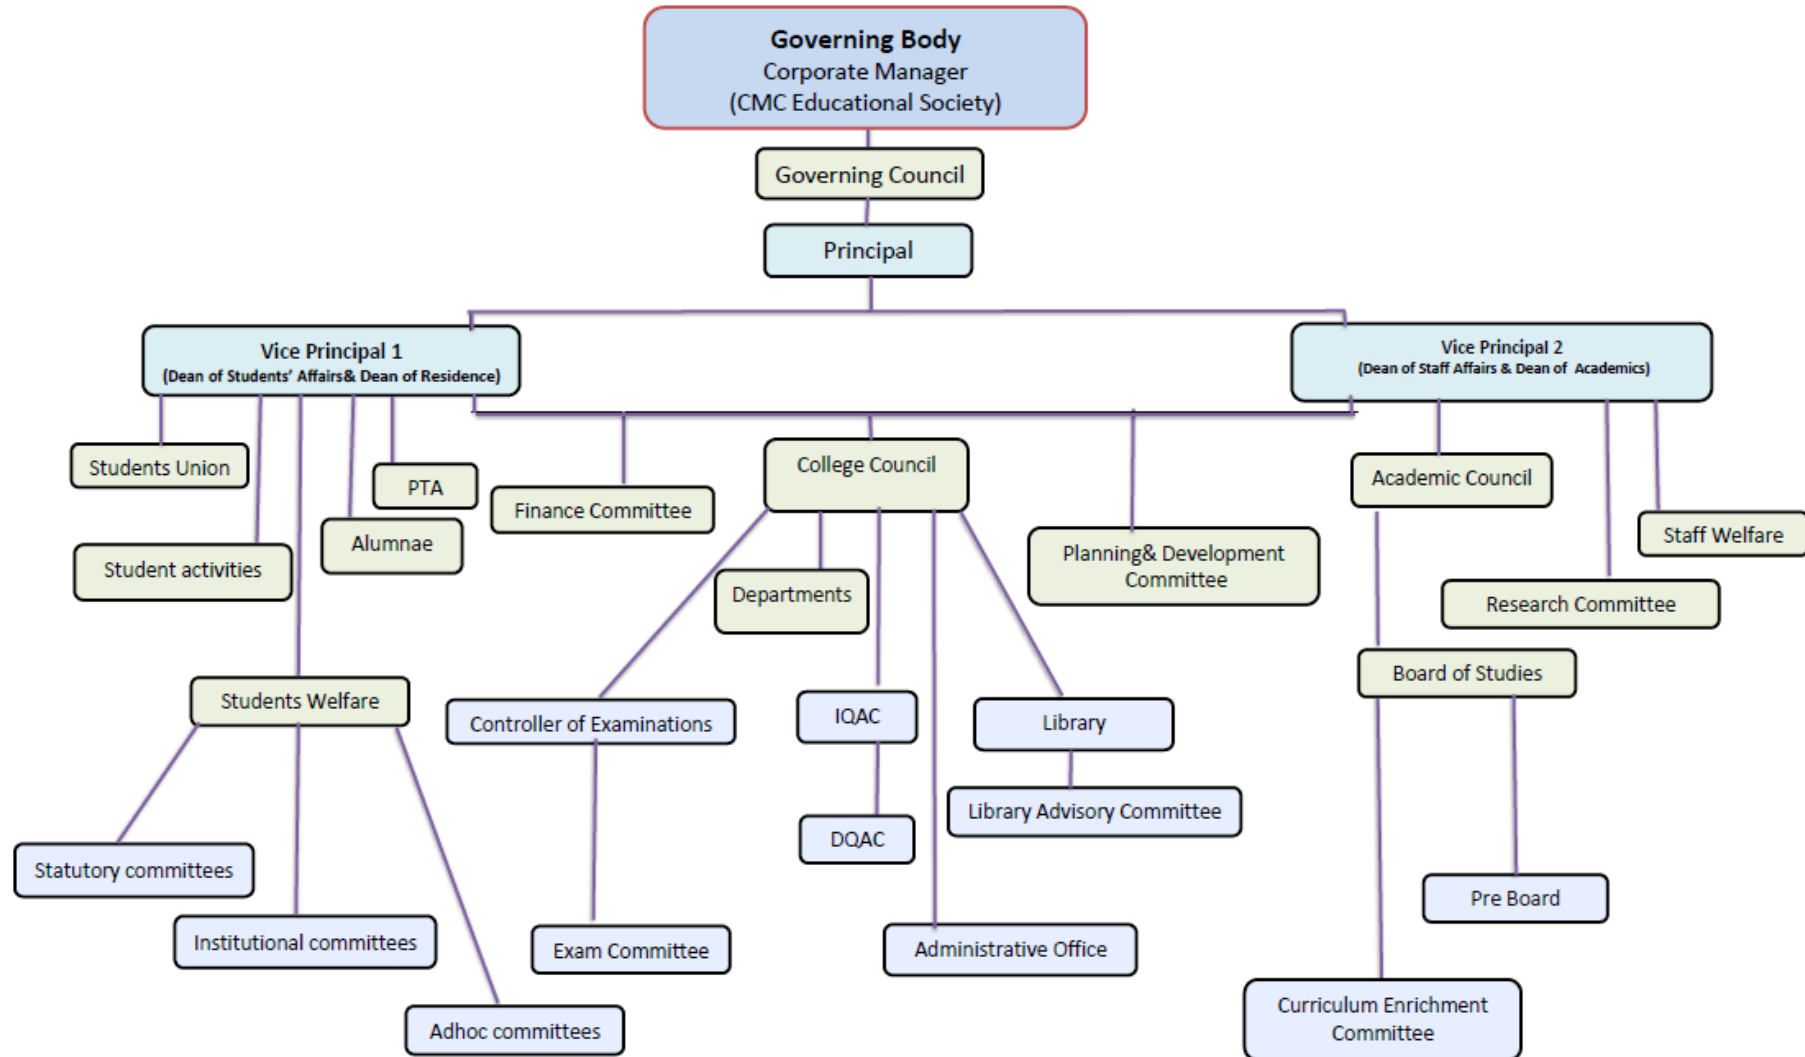 Governing Body
Corporate Manager
(CMC Educational Society)
Governing Council
Principal
Vice Principal 1
(Dean of Students' Affairs& Dean of Residence)
Vice Principal 2
(Dean of Staff Affairs & Dean of Academics)
Students Union
PTA
Alumnae
Student activities
Finance Committee
College Council
Planning& Development
Committee
Academic Council
Staff Welfare
Research Committee
Departments
Board of Studies
Students Welfare
Controller of Examinations
IQAC
Library
Library Advisory Committee
DQAC
Statutory committees
Institutional committees
Adhoc committees
Exam Committee
Administrative Office
Pre Board
Curriculum Enrichment
Committee